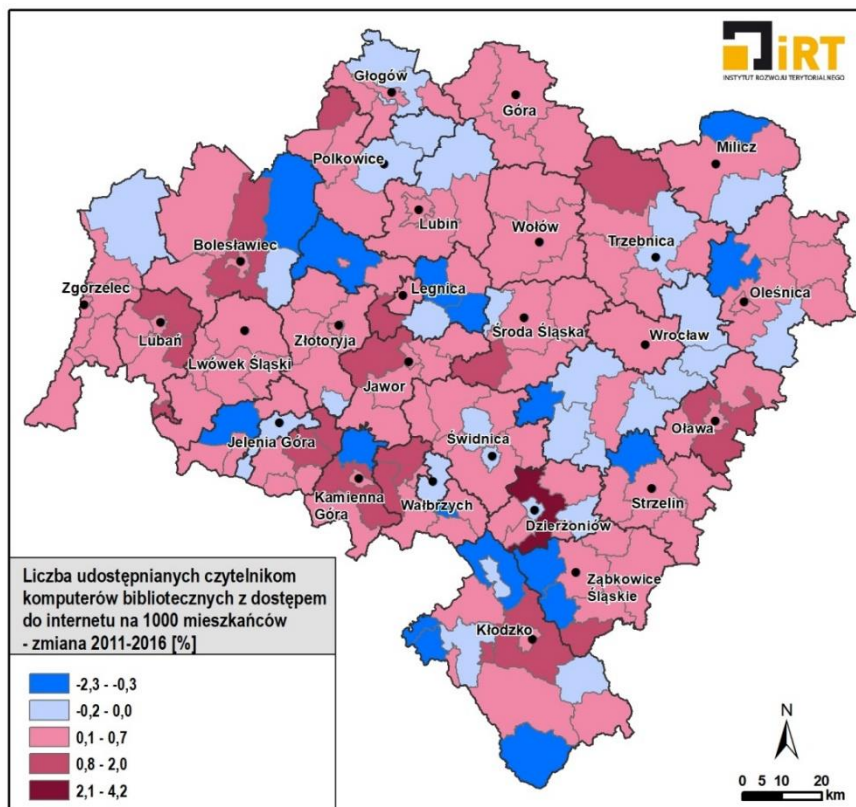 iRT
INSTYTUT ROZWOJU TERYTORIALNEGO
Głogów
Góra
Milicz
Polkowice
Lubin
Wołów
Trzebnica
Bolesławiec
Zgorzelec
Legnica
Oleśnica
Lubań
Złotoryja
Środa Śląska
Wrocław
Lwówek Śląski
Jawor
Jelenia Góra
Świdnica
Oława
Kamienna
Góra
Wałbrzych
Strzelin
Dzierżoniów
Ząbkowice
Śląskie
Kłodzko
Liczba udostępnianych czytelnikom
komputerów bibliotecznych z dostępem
do internetu na 1000 mieszkańców
- zmiana 2011-2016 [%]
-2,3 - -0,3
-0,2 - 0,0
0,1 - 0,7
0,8 - 2,0
2,1 - 4,2
N
0 5 10 20
km